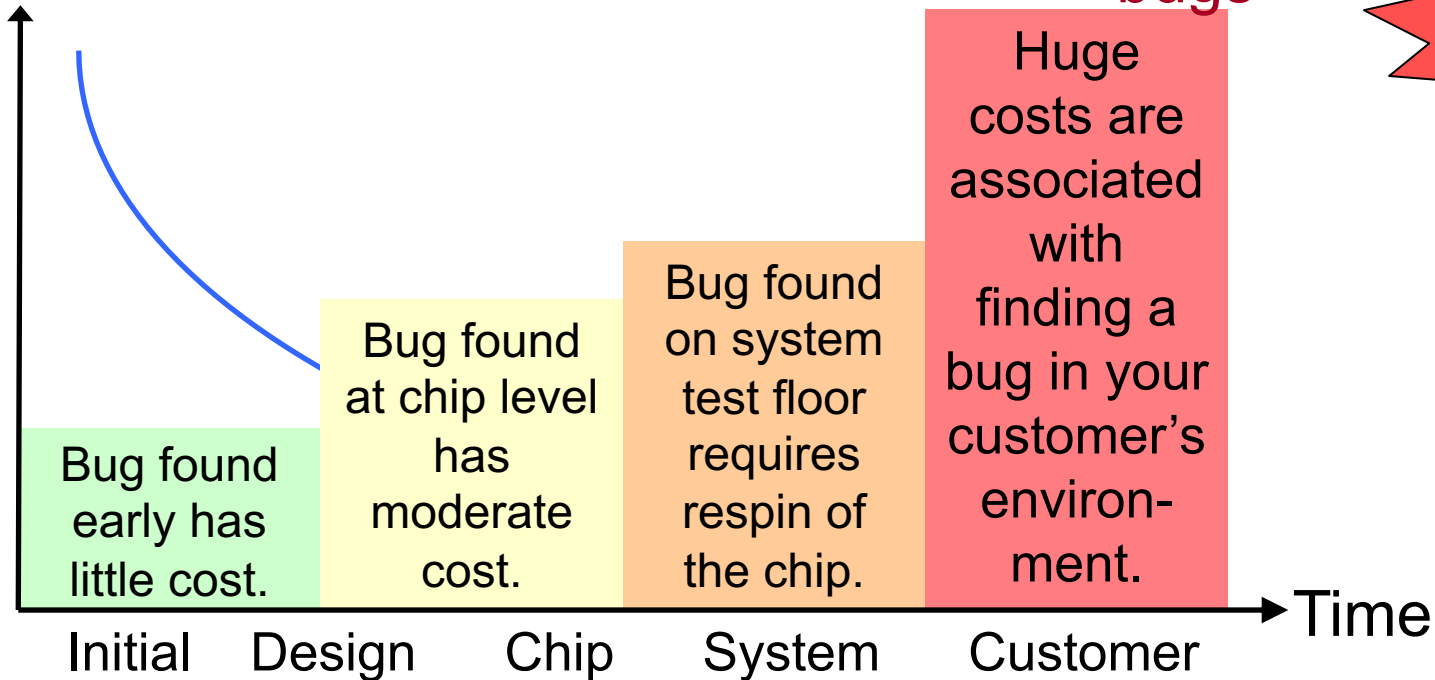 bugs
Huge
costs are
associated
with
finding a
bug in your
customer’s
environ-
ment.
Bug found
on system
test floor
requires
respin of
the chip.
Bug found
at chip level
has
moderate
cost.
Bug found
early has
little cost.
Time
Initial Design Chip System Customer